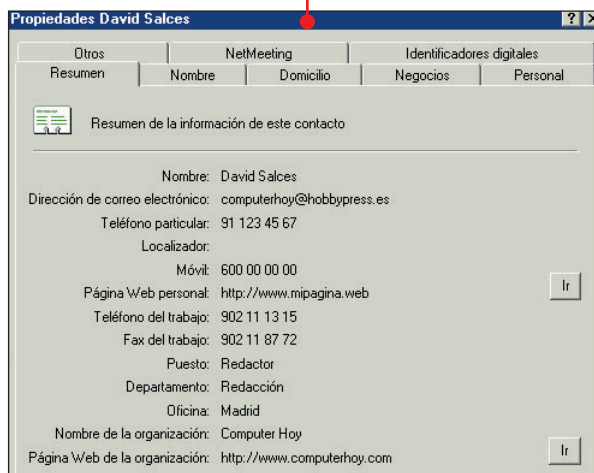 Propiedades David Salces
Otros NetMeeting Identificadores digitales
Resumen Nombre Domicilio Negocios Personal
Resumen de la información de este contacto
Nombre: David Salces
Dirección de correo electrónico: computerhoy@hobbypress.es
Teléfono particular: 91 123 45 67
Localizador:
Móvil: 600 00 00 00
Página Web personal: http://www.mipagina.web Ir
Teléfono del trabajo: 902 11 13 15
Fax del trabajo: 902 11 87 72
Puesto: Redactor
Departamento: Redacción
Oficina: Madrid
Nombre de la organización: Computer Hoy
Página Web de la organización: http://www.computerhoy.com Ir